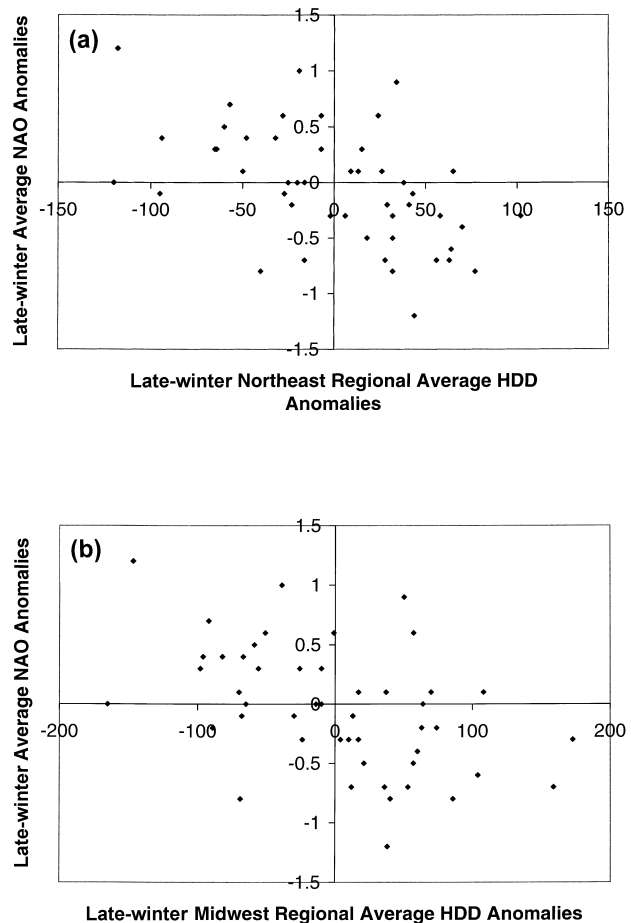 (a)
Late-winter Average NAO Anomalies
1.5
1
0.5
0
-0.5
-1
-1.5
-150 -100 -50 0 50 100 150
Late-winter Northeast Regional Average HDD
Anomalies
(b)
Late-winter Average NAO Anomalies
1.5
1
0.5
0
-0.5
-1
-1.5
-200 -100 0 100 200
Late-winter Midwest Regional Average HDD Anomalies